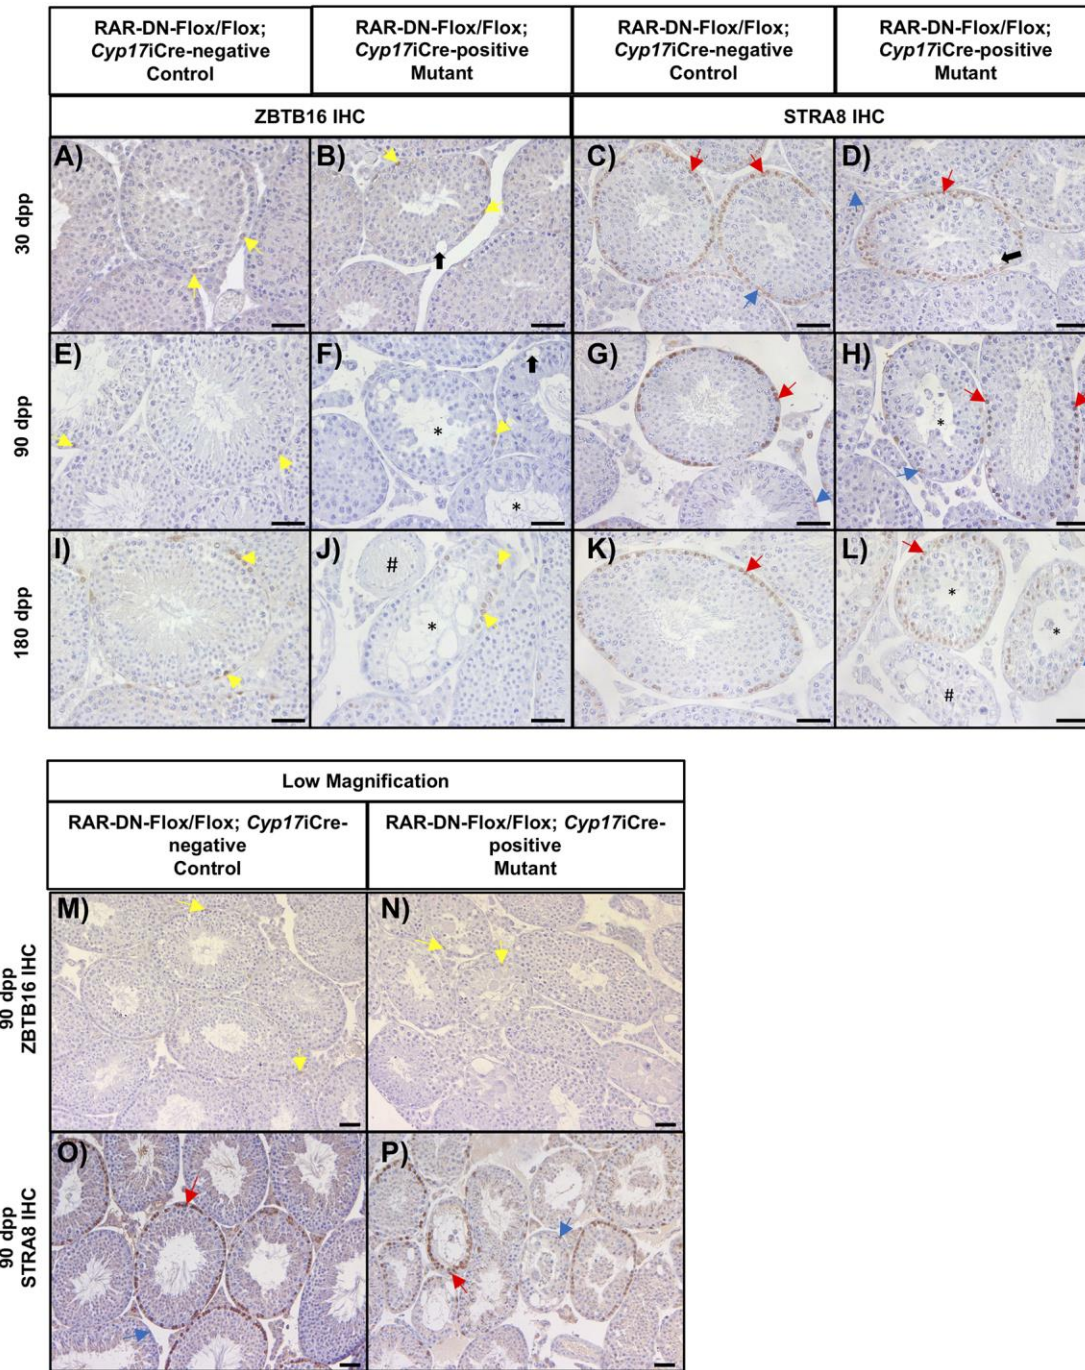 RAR-DN-Flox/Flox;
Cyp17iCre-negative
Control
RAR-DN-Flox/Flox;
Cyp17iCre-positive
Mutant
RAR-DN-Flox/Flox;
Cyp17iCre-negative
Control
RAR-DN-Flox/Flox;
Cyp17iCre-positive
Mutant
ZBTB16 IHC
STRA8 IHC
30 dpp
A)
B)
C)
D)
90 dpp
E)
F)
*
*
G)
H)
*
180 dpp
I)
J)
#
*
K)
L)
*
*
#
Low Magnification
RAR-DN-Flox/Flox; Cyp17iCre-
negative
Control
RAR-DN-Flox/Flox; Cyp17iCre-
positive
Mutant
90 dpp
ZBTB16 IHC
M)
N)
90 dpp
STRA8 IHC
O)
P)